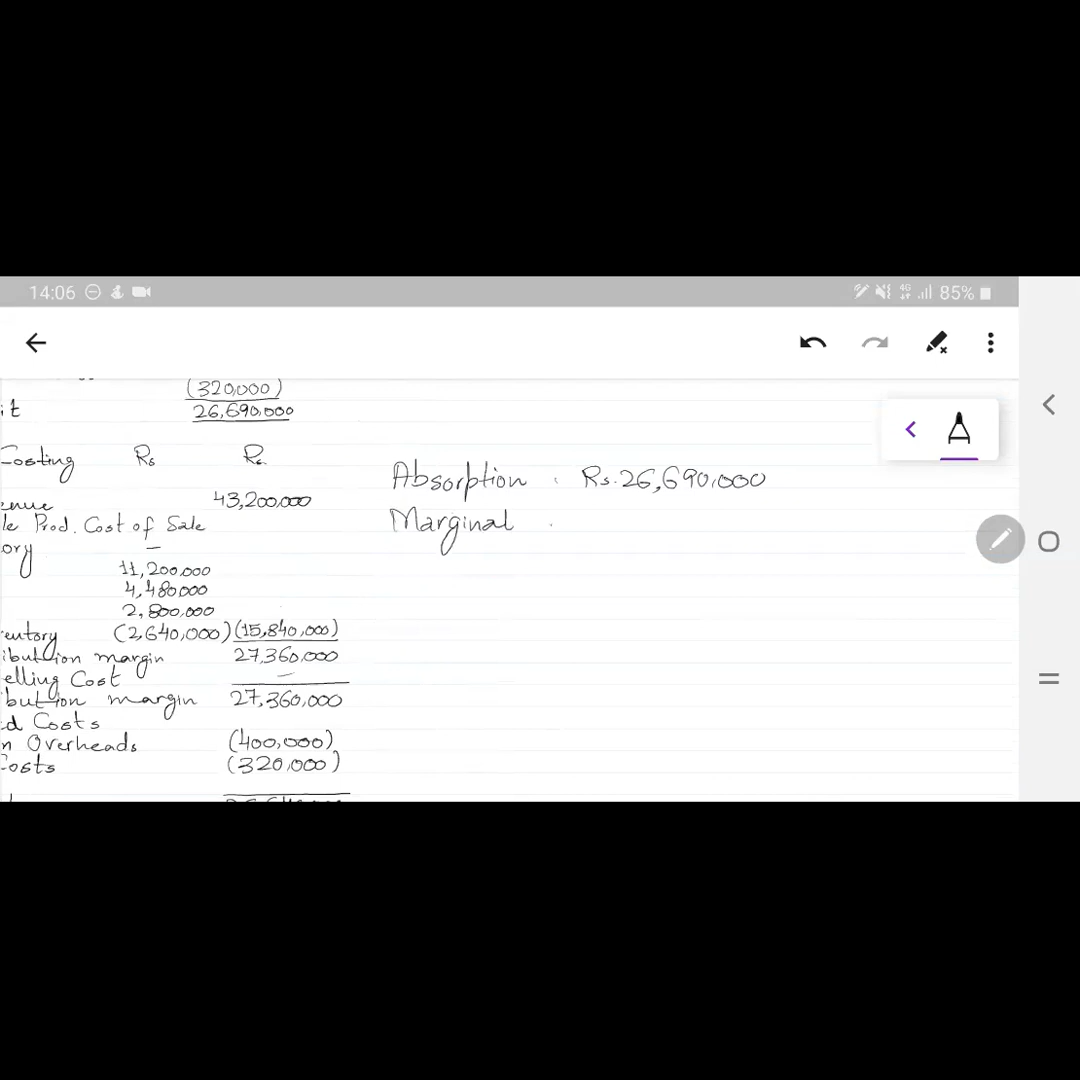 14:06 4G 85%
(320,000)
it 26,690,000
Costing Rs Rs.
enue 43,200,000
le Prod. Cost of Sale
ory –
11,200,000
4,480,000
2,800,000
entory (2,640,000) (15,840,000)
ibution margin 27,360,000
elling Cost –
bution margin 27,360,000
d Costs
n Overheads (400,000)
Costs (320,000)
Absorption : Rs.26,690,000
Marginal .